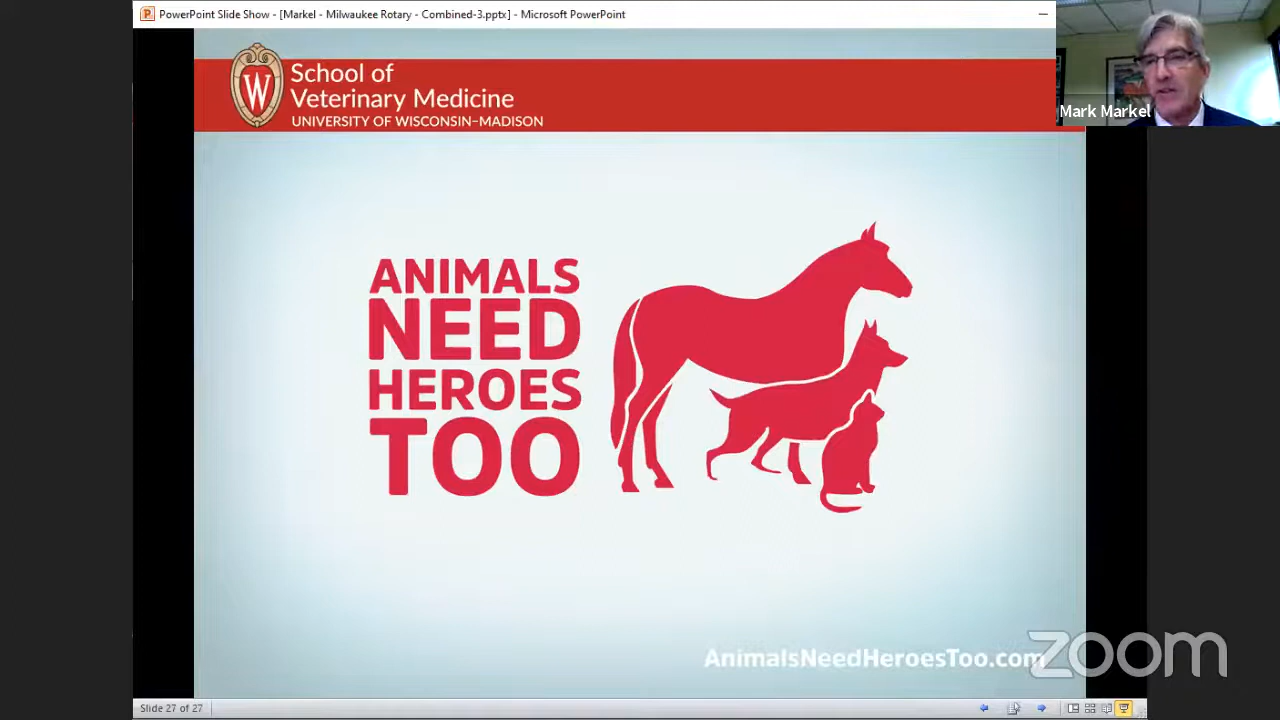 PowerPoint Slide Show - [Markel - Milwaukee Rotary - Combined-3.pptx] - Microsoft PowerPoint
W
School of
Veterinary Medicine
UNIVERSITY OF WISCONSIN–MADISON
Mark Markel
ANIMALS
NEED
HEROES
TOO
AnimalsNeedHeroesToo.com
zoom
Slide 27 of 27